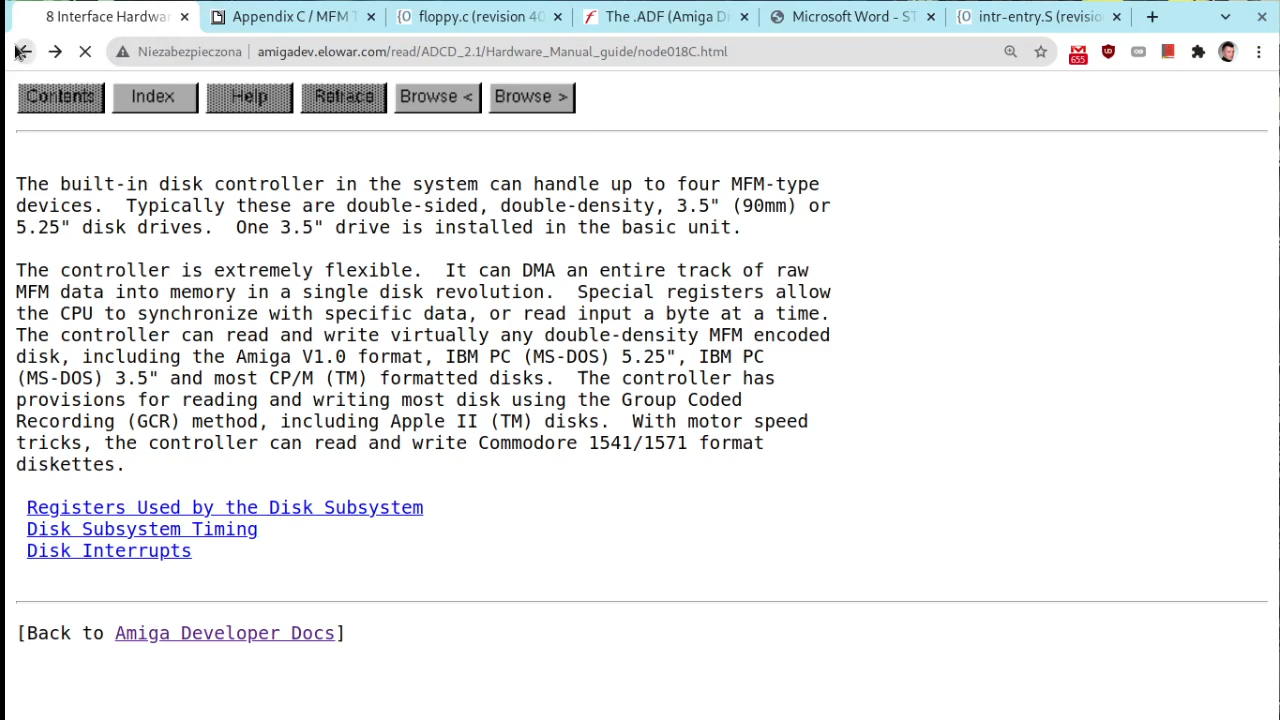 8 Interface Hardwar
Appendix C / MFM T
floppy.c (revision 40
The .ADF (Amiga Di
Microsoft Word - ST
intr-entry.S (revisio
Niezabezpieczona
amigadev.elowar.com/read/ADCD_2.1/Hardware_Manual_guide/node018C.html
655
Contents
Index
Help
Retrace
Browse <
Browse >
The built-in disk controller in the system can handle up to four MFM-type
devices.  Typically these are double-sided, double-density, 3.5" (90mm) or
5.25" disk drives.  One 3.5" drive is installed in the basic unit.
The controller is extremely flexible.  It can DMA an entire track of raw
MFM data into memory in a single disk revolution.  Special registers allow
the CPU to synchronize with specific data, or read input a byte at a time.
The controller can read and write virtually any double-density MFM encoded
disk, including the Amiga V1.0 format, IBM PC (MS-DOS) 5.25", IBM PC
(MS-DOS) 3.5" and most CP/M (TM) formatted disks.  The controller has
provisions for reading and writing most disk using the Group Coded
Recording (GCR) method, including Apple II (TM) disks.  With motor speed
tricks, the controller can read and write Commodore 1541/1571 format
diskettes.
Registers Used by the Disk Subsystem
Disk Subsystem Timing
Disk Interrupts
[Back to Amiga Developer Docs]